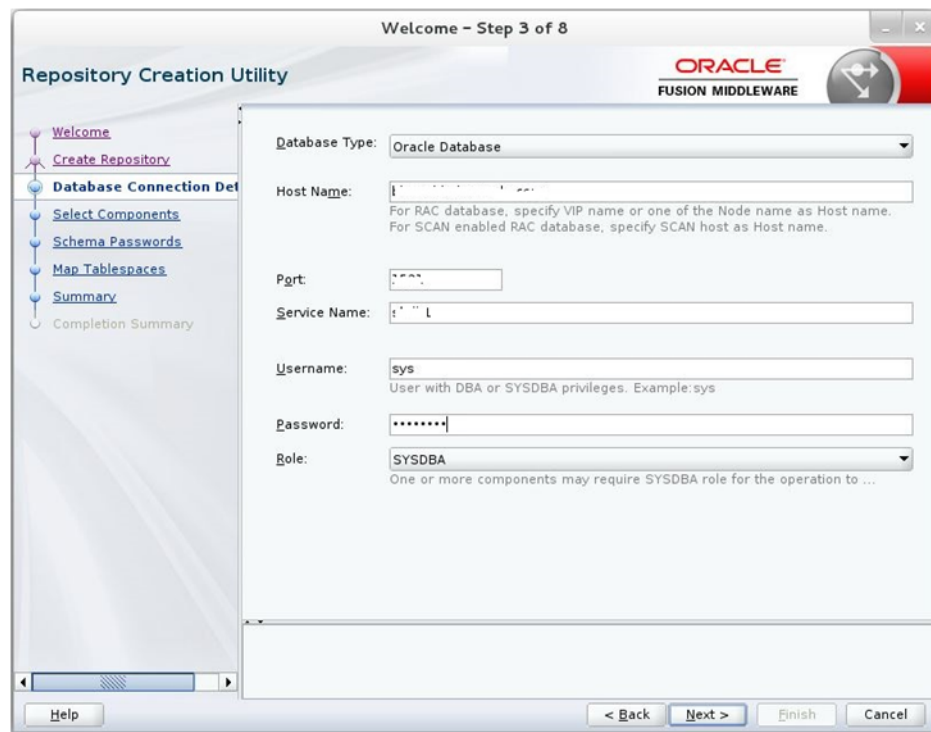 Welcome – Step 3 of 8
Repository Creation Utility
ORACLE
FUSION MIDDLEWARE
Welcome
Create Repository
Database Connection Det
Select Components
Schema Passwords
Map Tablespaces
Summary
Completion Summary
Database Type: Oracle Database
Host Name:
For RAC database, specify VIP name or one of the Node name as Host name.
For SCAN enabled RAC database, specify SCAN host as Host name.
Port:
Service Name:
Username: sys
User with DBA or SYSDBA privileges. Example:sys
Password: ••••••••
Role: SYSDBA
One or more components may require SYSDBA role for the operation to ...
Help
< Back
Next >
Finish
Cancel